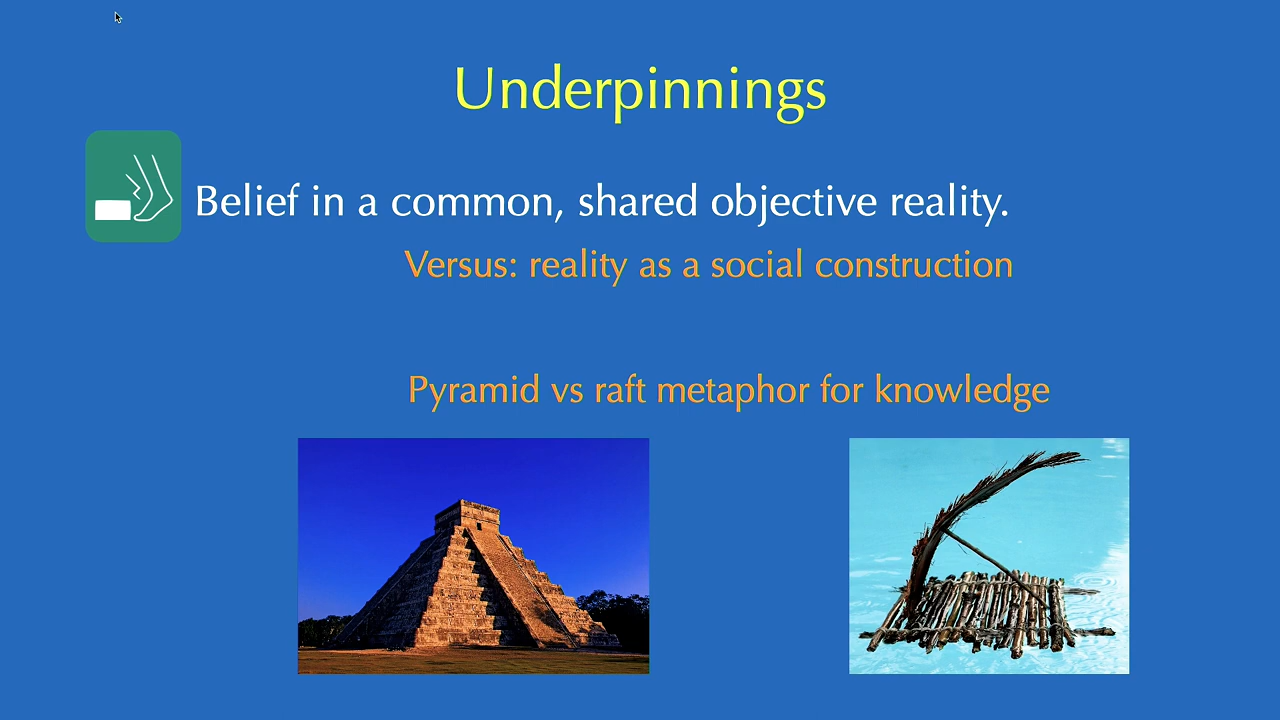 Underpinnings
Belief in a common, shared objective reality.
Versus: reality as a social construction
Pyramid vs raft metaphor for knowledge